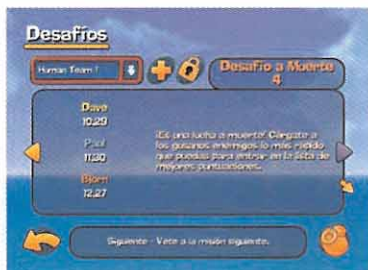 Desafíos
Human Team 1
Desafío a Muerte
4
Dave
10,29
Paul
11,30
Bjorn
12,27
¡Es una lucha a muerte! Cárgate a
los gusanos enemigos lo más rápido
que puedas para entrar en la lista de
mejores puntuaciones.
Siguiente - Vete a la misión siguiente.